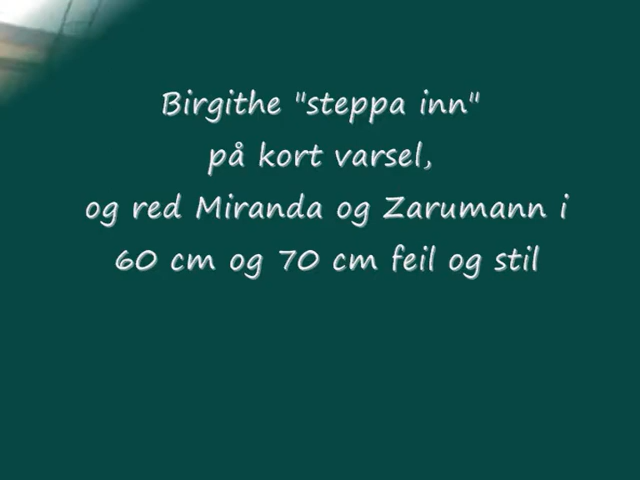 Birgithe "steppa inn"
på kort varsel,
og red Miranda og Zarumann i
60 cm og 70 cm feil og stil